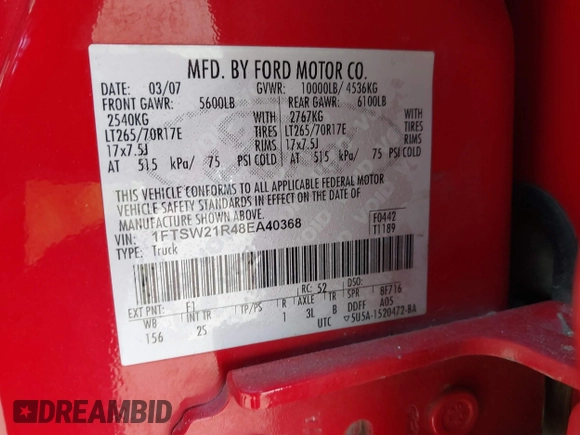 MFD. BY FORD MOTOR CO.
DATE: 03/07 GVWR: 10000LB/ 4536KG
FRONT GAWR: 5600LB REAR GAWR: 6100LB
2540KG WITH 2767KG WITH
LT265/70R17E TIRES LT265/70R17E TIRES
17x7.5J RIMS 17x7.5J RIMS
AT 515 kPa/ 75 PSI COLD AT 515 kPa/ 75 PSI COLD
THIS VEHICLE CONFORMS TO ALL APPLICABLE FEDERAL MOTOR
VEHICLE SAFETY STANDARDS IN EFFECT ON THE DATE OF
MANUFACTURE SHOWN ABOVE.
VIN: 1FTSW21R48EA40368 F0442
TYPE: Truck T1189
RC: 52 DSO:
EXT PNT: F1 8F716
WB INT TR TP/PS R AXLE TR SPR A05
156 25 1 3L B DDFF
UTC 5U5A-1520472-BA
DREAMBID